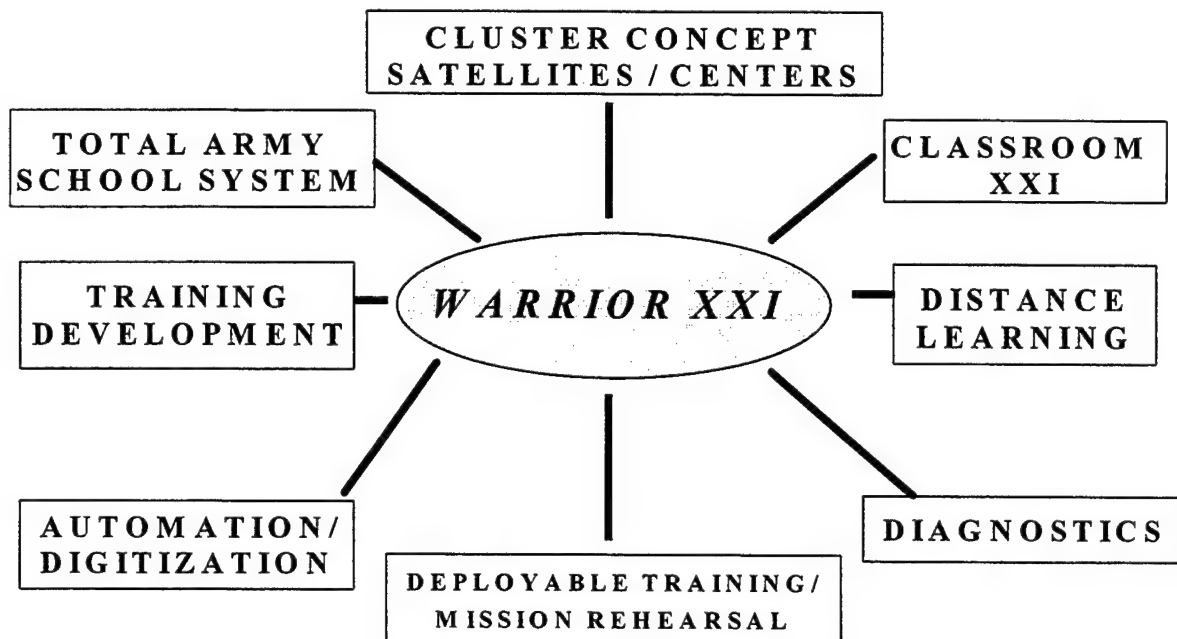 CLUSTER CONCEPT
SATELLITES / CENTERS
TOTAL ARMY
SCHOOL SYSTEM
CLASSROOM
XXI
TRAINING
DEVELOPMENT
WARRIOR XXI
DISTANCE
LEARNING
AUTOMATION/
DIGITIZATION
DEPLOYABLE TRAINING/
MISSION REHEARSAL
DIAGNOSTICS